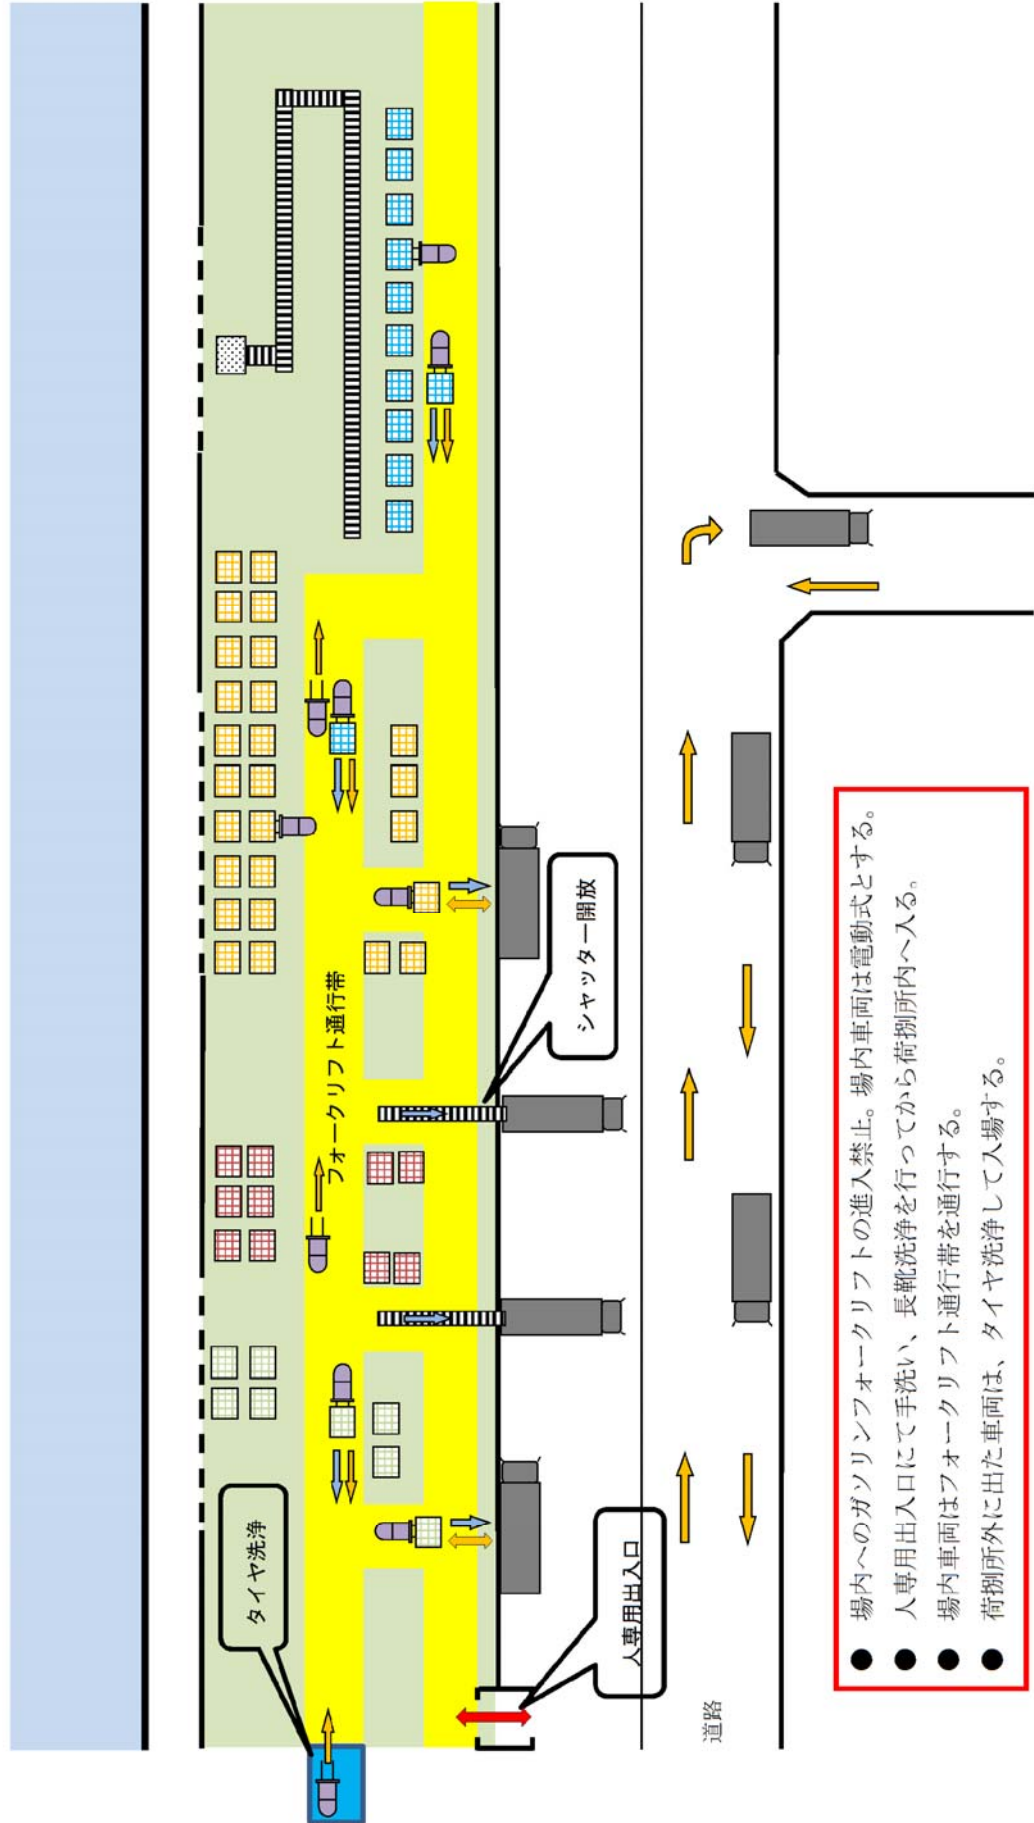 タイヤ洗浄
フォークリフト通行帯
シャッター開放
人専用出入口
道路
● 場内へのガソリンフォークリフトの進入禁止。場内車両は電動式とする。
● 人専用出入口にて手洗い、長靴洗浄を行ってから荷捌所内へ入る。
● 場内車両はフォークリフト通行帯を通行する。
● 荷捌所外に出た車両は、タイヤ洗浄して入場する。